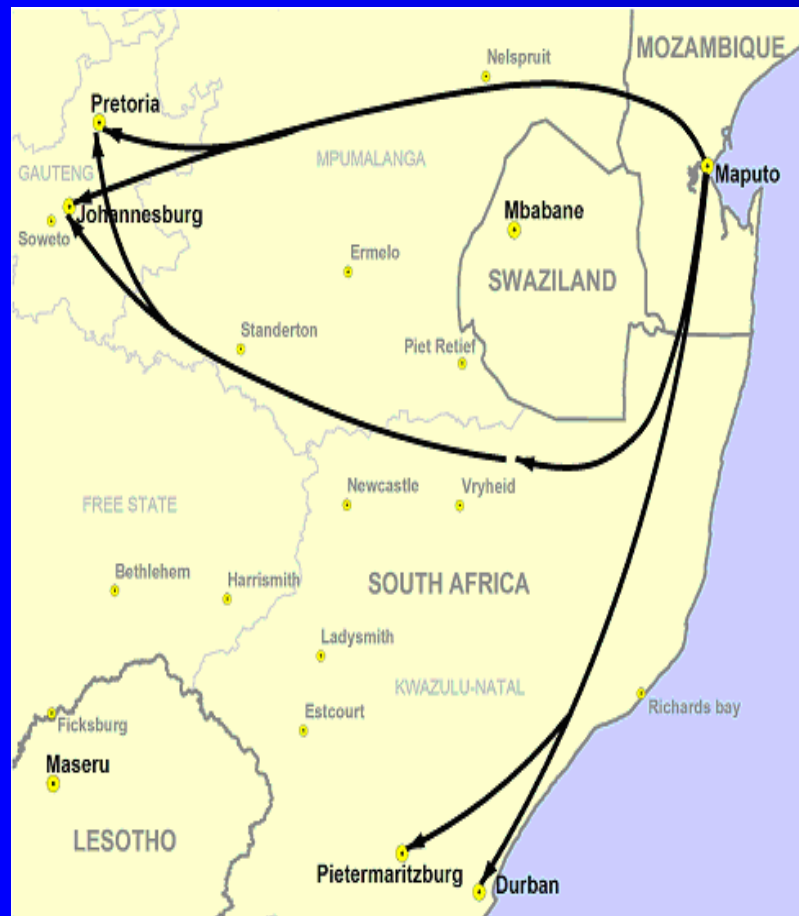 MOZAMBIQUE
Nelspruit
Pretoria
MPUMALANGA
GAUTENG
Maputo
Johannesburg
Mbabane
Soweto
Ermelo
SWAZILAND
Standerton
Piet Retief
Newcastle
Vryheid
FREE STATE
Bethlehem
Harrismith
SOUTH AFRICA
Ladysmith
KWAZULU-NATAL
Richards bay
Estcourt
Ficksburg
Maseru
LESOTHO
Pietermaritzburg
Durban